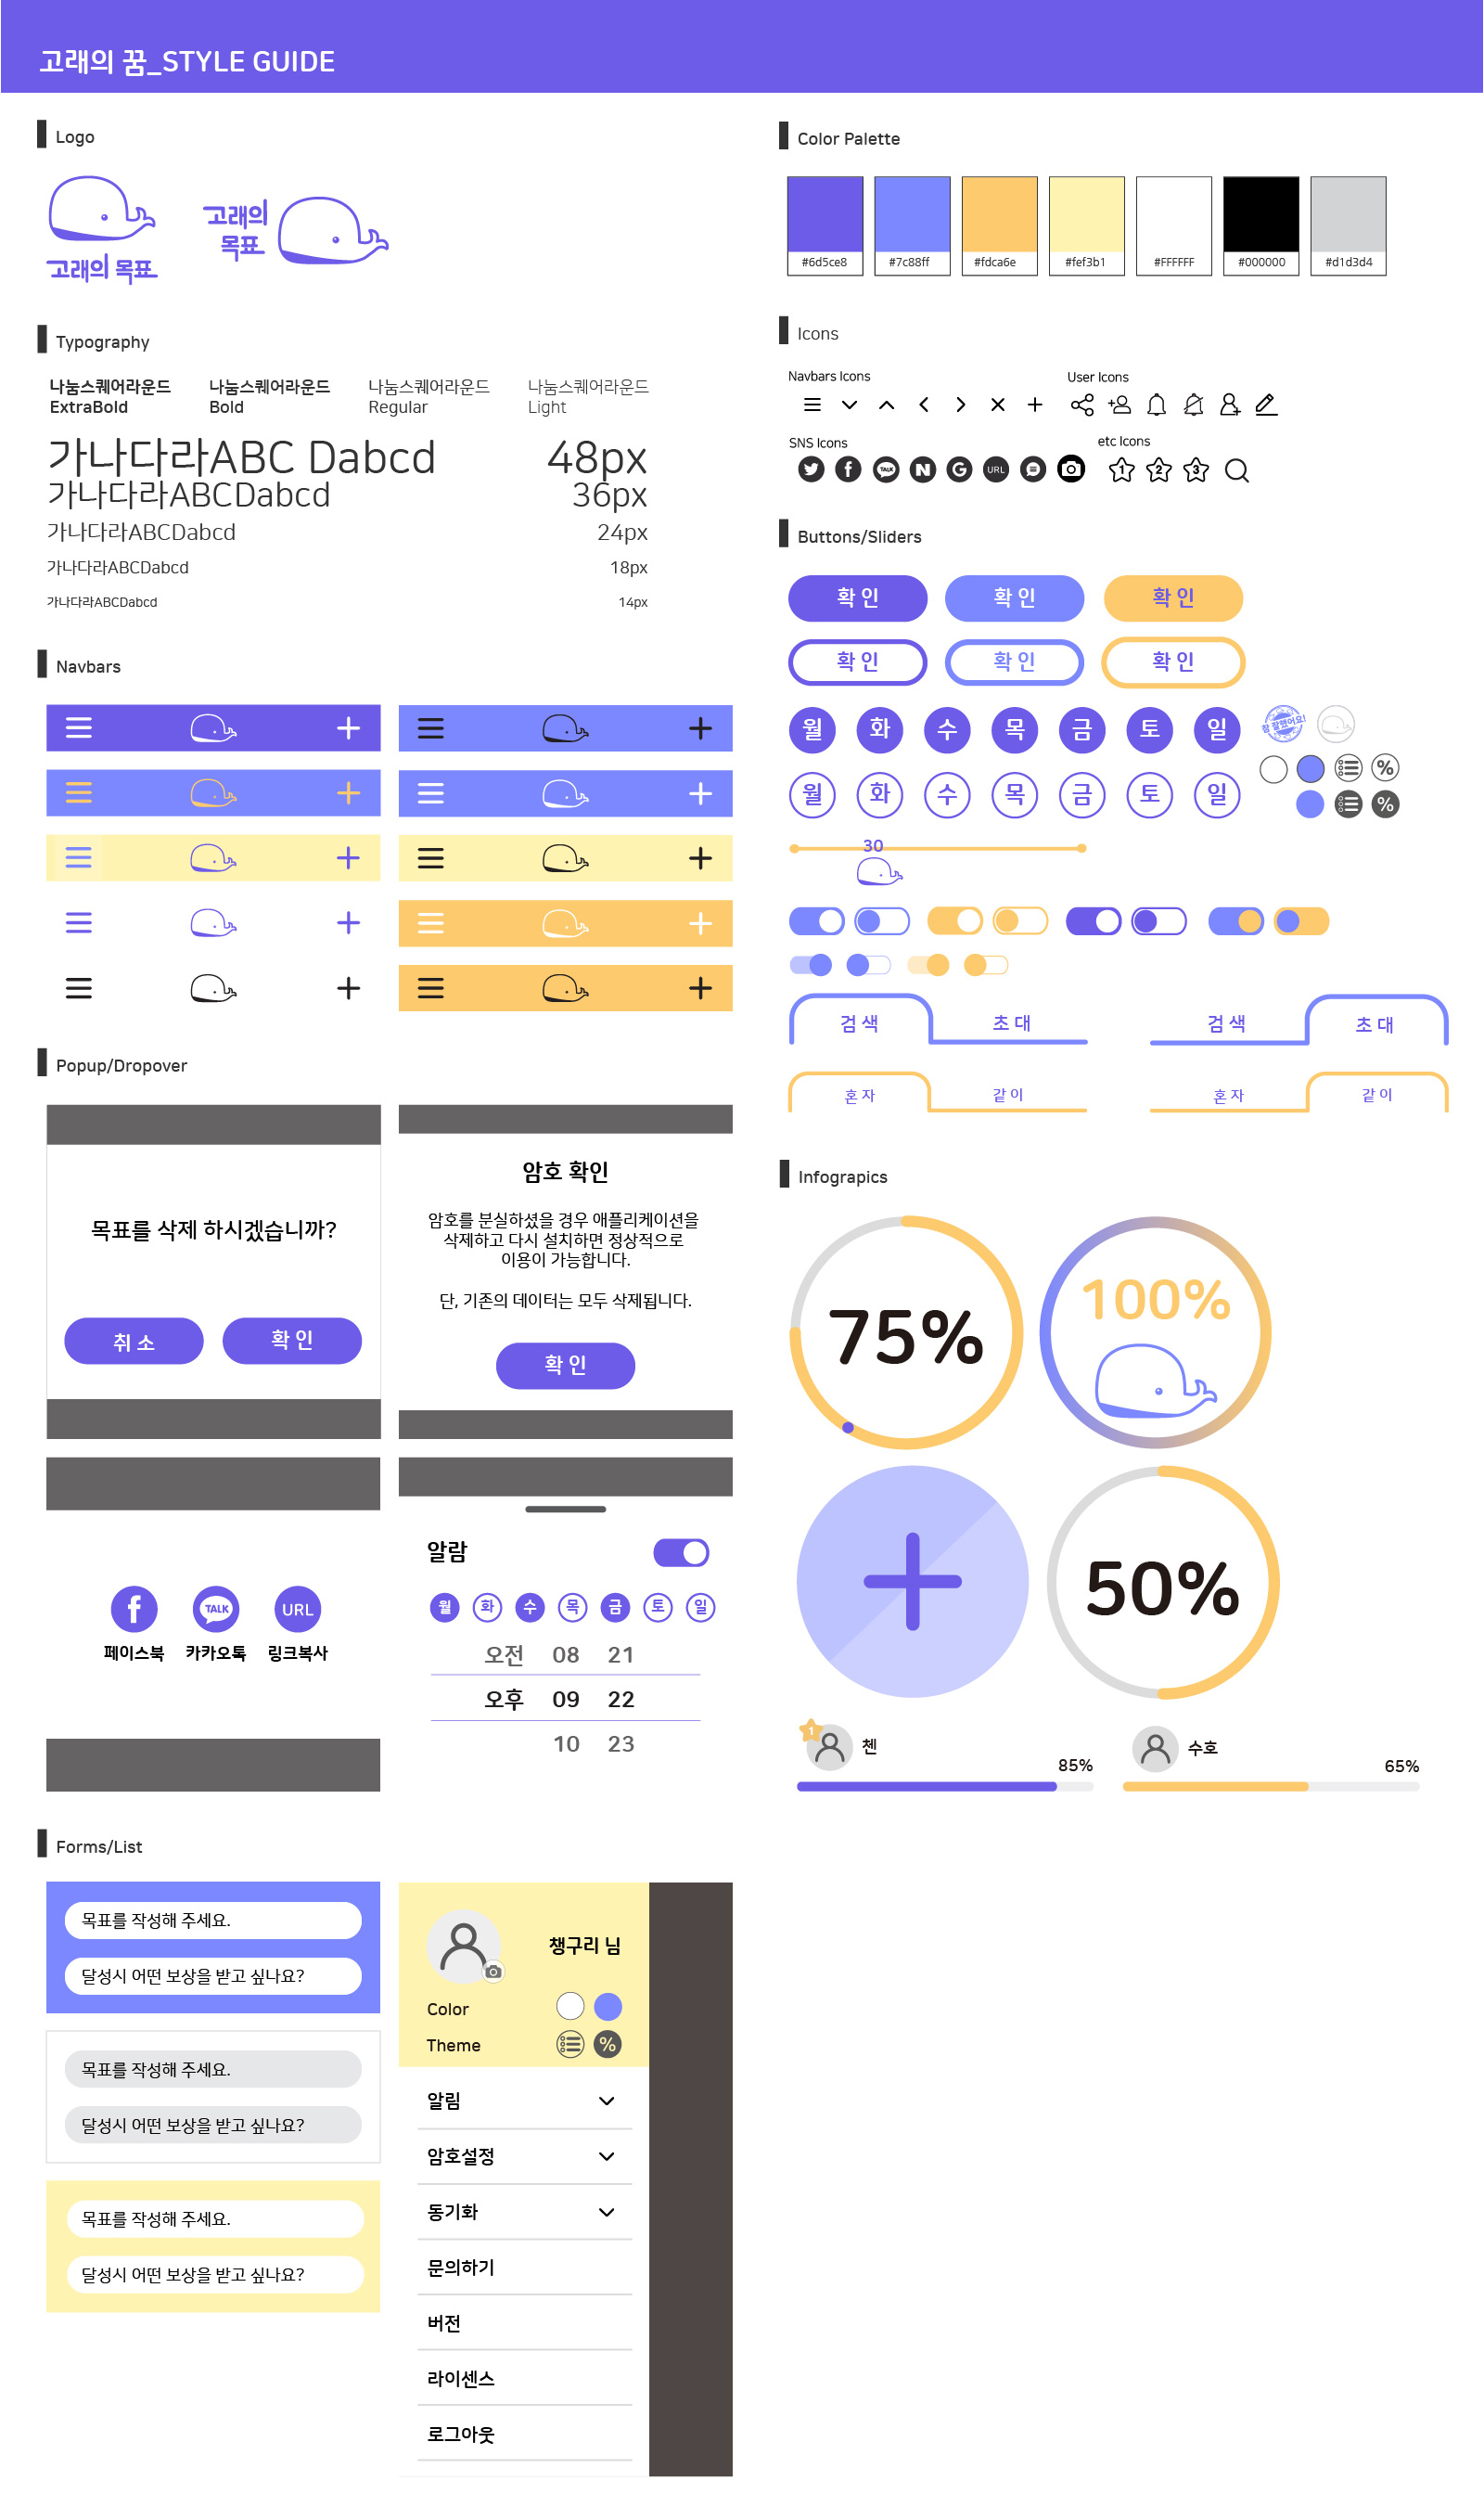 고래의 꿈_STYLE GUIDE
Logo
고래의 목표
고래의
목표
Typography
나눔스퀘어라운드
ExtraBold
나눔스퀘어라운드
Bold
나눔스퀘어라운드
Regular
나눔스퀘어라운드
Light
가나다라ABC Dabcd 48px
가나다라ABCDabcd 36px
가나다라ABCDabcd 24px
가나다라ABCDabcd 18px
가나다라ABCDabcd 14px
Navbars
Popup/Dropover
목표를 삭제 하시겠습니까?
취 소
확 인
암호 확인
암호를 분실하셨을 경우 애플리케이션을
삭제하고 다시 설치하면 정상적으로
이용이 가능합니다.
단, 기존의 데이터는 모두 삭제됩니다.
확 인
TALK
URL
페이스북 카카오톡 링크복사
알람
월 화 수 목 금 토 일
오전 08 21
오후 09 22
10 23
Forms/List
목표를 작성해 주세요.
달성시 어떤 보상을 받고 싶나요?
목표를 작성해 주세요.
달성시 어떤 보상을 받고 싶나요?
목표를 작성해 주세요.
달성시 어떤 보상을 받고 싶나요?
챙구리 님
Color
Theme %
알림
암호설정
동기화
문의하기
버전
라이센스
로그아웃
Color Palette
#6d5ce8 #7c88ff #fdca6e #fef3b1 #FFFFFF #000000 #d1d3d4
Icons
Navbars Icons
User Icons
SNS Icons
TALK N G URL
etc Icons
1 2 3
Buttons/Sliders
확 인 확 인 확 인
확 인 확 인 확 인
월 화 수 목 금 토 일
참 잘했어요!
%
월 화 수 목 금 토 일
%
30
검 색 초 대
검 색 초 대
혼 자 같 이
혼 자 같 이
Infograpics
75%
100%
50%
1
첸
85%
수호
65%